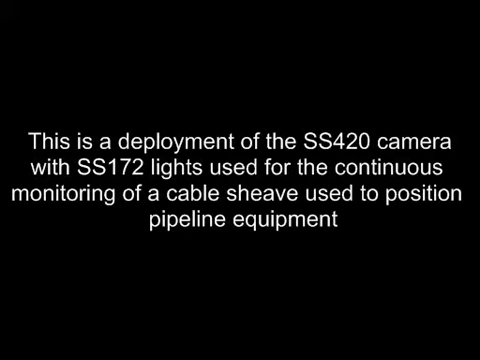 This is a deployment of the SS420 camera
with SS172 lights used for the continuous
monitoring of a cable sheave used to position
pipeline equipment